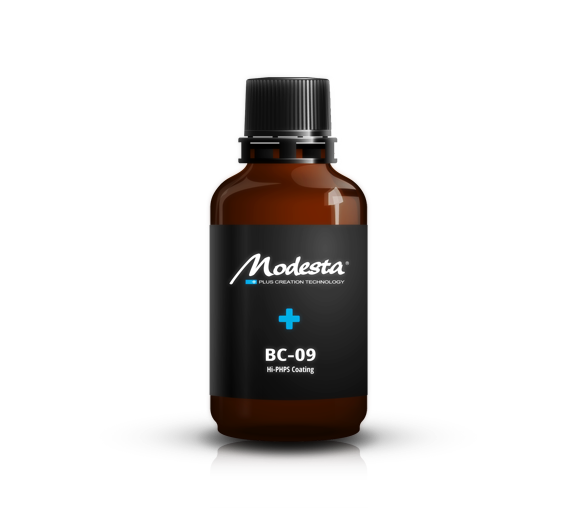 Modesta®
PLUS CREATION TECHNOLOGY
BC-09
Hi-PHPS Coating